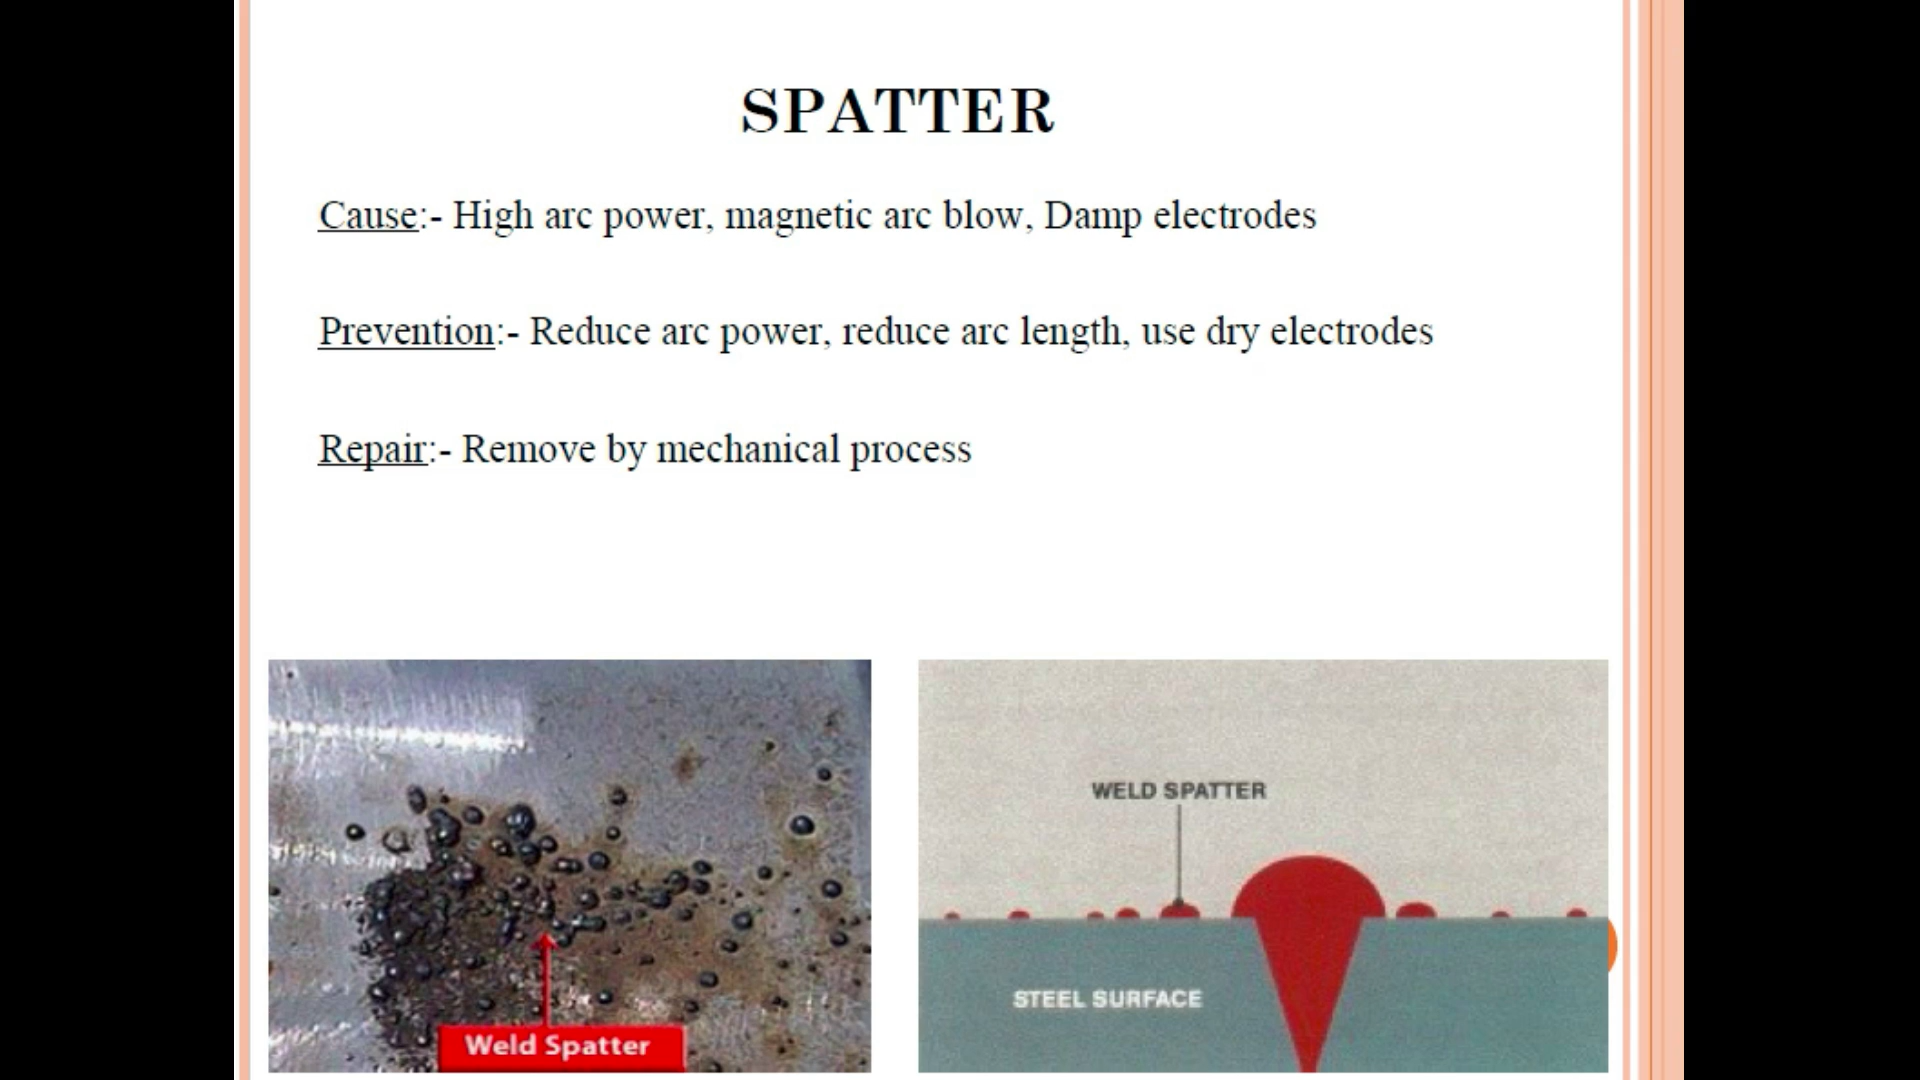 SPATTER
Cause:- High arc power, magnetic arc blow, Damp electrodes
Prevention:- Reduce arc power, reduce arc length, use dry electrodes
Repair:- Remove by mechanical process
Weld Spatter
WELD SPATTER
STEEL SURFACE